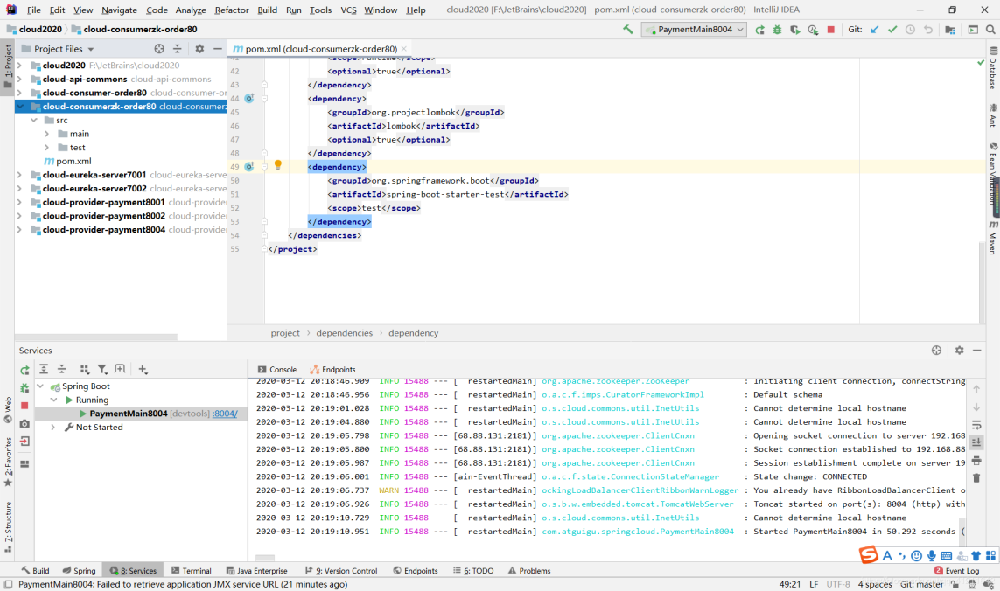 File Edit View Navigate Code Analyze Refactor Build Run Tools VCS Window Help cloud2020 [F:\JetBrains\cloud2020] - pom.xml (cloud-consumerzk-order80) - IntelliJ IDEA
cloud2020 cloud-consumerzk-order80 PaymentMain8004 Git:
Project Files pom.xml (cloud-consumerzk-order80)
1: Project
cloud2020 F:\JetBrains\cloud2020
cloud-api-commons cloud-api-commons
cloud-consumer-order80 cloud-consumer-or
cloud-consumerzk-order80 cloud-consumerz
src
main
test
pom.xml
cloud-eureka-server7001 cloud-eureka-serve
cloud-eureka-server7002 cloud-eureka-serve
cloud-provider-payment8001 cloud-provide
cloud-provider-payment8002 cloud-provide
cloud-provider-payment8004 cloud-provide
41 <scope>runtime</scope>
42 <optional>true</optional>
43 </dependency>
44 <dependency>
45 <groupId>org.projectlombok</groupId>
46 <artifactId>lombok</artifactId>
47 <optional>true</optional>
48 </dependency>
49 <dependency>
50 <groupId>org.springframework.boot</groupId>
51 <artifactId>spring-boot-starter-test</artifactId>
52 <scope>test</scope>
53 </dependency>
54 </dependencies>
55 </project>
project › dependencies › dependency
Database
Ant
Bean Validation
Maven
Services
Console Endpoints
Spring Boot
Running
PaymentMain8004 [devtools] :8004/
Not Started
2020-03-12 20:18:46.909 INFO 15488 --- [ restartedMain] org.apache.zookeeper.ZooKeeper : Initiating client connection, connectString
2020-03-12 20:18:46.956 INFO 15488 --- [ restartedMain] o.a.c.f.imps.CuratorFrameworkImpl : Default schema
2020-03-12 20:19:01.028 INFO 15488 --- [ restartedMain] o.s.cloud.commons.util.InetUtils : Cannot determine local hostname
2020-03-12 20:19:04.880 INFO 15488 --- [ restartedMain] o.s.cloud.commons.util.InetUtils : Cannot determine local hostname
2020-03-12 20:19:05.798 INFO 15488 --- [68.88.131:2181)] org.apache.zookeeper.ClientCnxn : Opening socket connection to server 192.168
2020-03-12 20:19:05.800 INFO 15488 --- [68.88.131:2181)] org.apache.zookeeper.ClientCnxn : Socket connection established to 192.168.88
2020-03-12 20:19:05.987 INFO 15488 --- [68.88.131:2181)] org.apache.zookeeper.ClientCnxn : Session establishment complete on server 19
2020-03-12 20:19:06.001 INFO 15488 --- [ain-EventThread] o.a.c.f.state.ConnectionStateManager : State change: CONNECTED
2020-03-12 20:19:06.737 WARN 15488 --- [ restartedMain] ockingLoadBalancerClientRibbonWarnLogger : You already have RibbonLoadBalancerClient o
2020-03-12 20:19:06.926 INFO 15488 --- [ restartedMain] o.s.b.w.embedded.tomcat.TomcatWebServer : Tomcat started on port(s): 8004 (http) with
2020-03-12 20:19:10.729 INFO 15488 --- [ restartedMain] o.s.cloud.commons.util.InetUtils : Cannot determine local hostname
2020-03-12 20:19:10.951 INFO 15488 --- [ restartedMain] com.atguigu.springcloud.PaymentMain8004 : Started PaymentMain8004 in 50.292 seconds (
Web
2: Favorites
Z: Structure
Build Spring 8: Services Terminal Java Enterprise 9: Version Control Endpoints 6: TODO Problems 2 Event Log
PaymentMain8004: Failed to retrieve application JMX service URL (21 minutes ago) 49:21 LF UTF-8 4 spaces Git: master